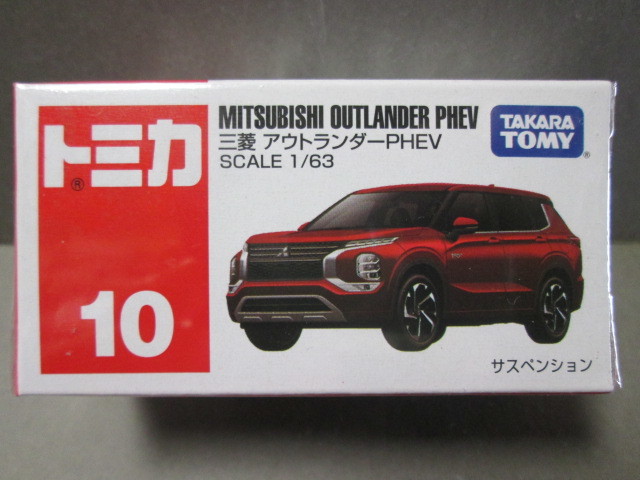 トミカ
®
10
MITSUBISHI OUTLANDER PHEV
三菱 アウトランダーPHEV
SCALE 1/63
TAKARA
TOMY
®
サスペンション